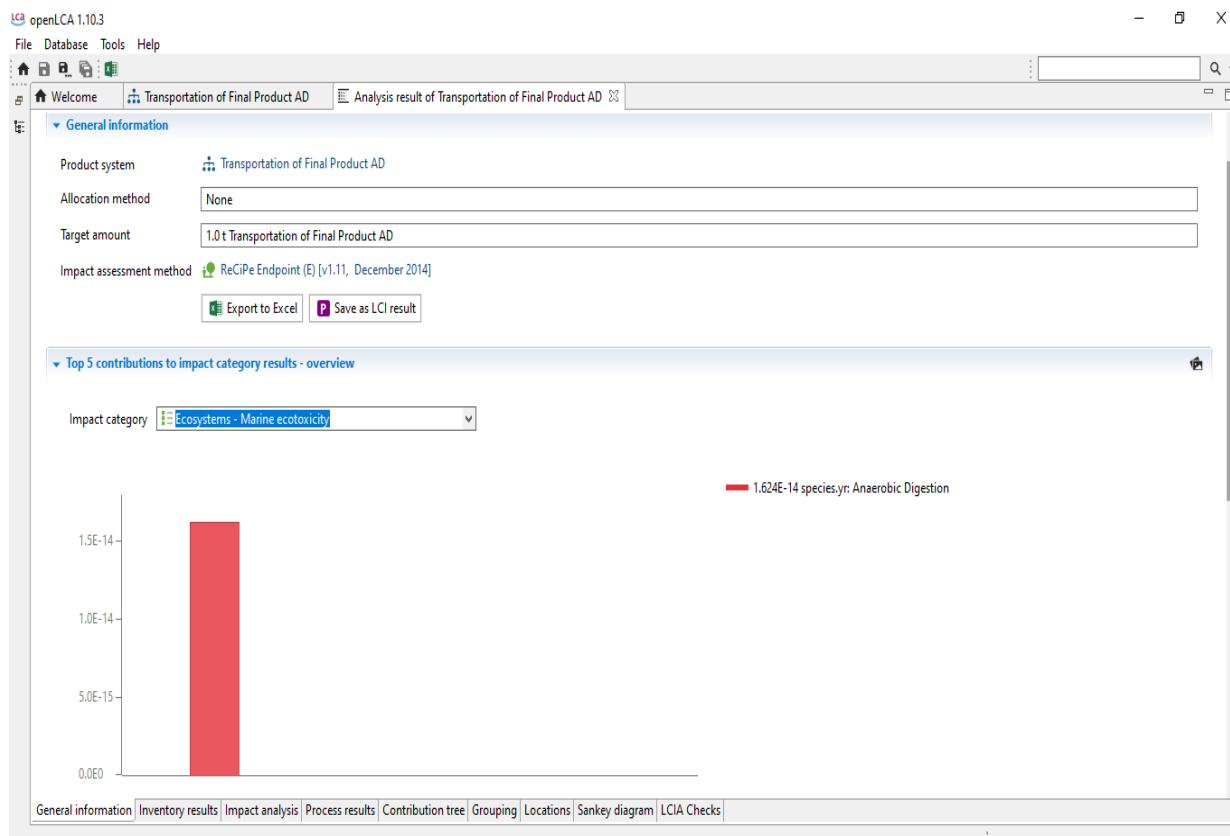 LCA openLCA 1.10.3
File Database Tools Help
Welcome Transportation of Final Product AD Analysis result of Transportation of Final Product AD
General information
Product system Transportation of Final Product AD
Allocation method None
Target amount 1.0 t Transportation of Final Product AD
Impact assessment method ReCiPe Endpoint (E) [v1.11, December 2014]
Export to Excel P Save as LCI result
Top 5 contributions to impact category results - overview
Impact category Ecosystems - Marine ecotoxicity
1.624E-14 species.yr: Anaerobic Digestion
1.5E-14
1.0E-14
5.0E-15
0.0E0
General information Inventory results Impact analysis Process results Contribution tree Grouping Locations Sankey diagram LCIA Checks